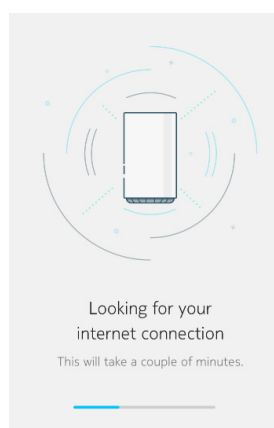 Looking for your
internet connection
This will take a couple of minutes.